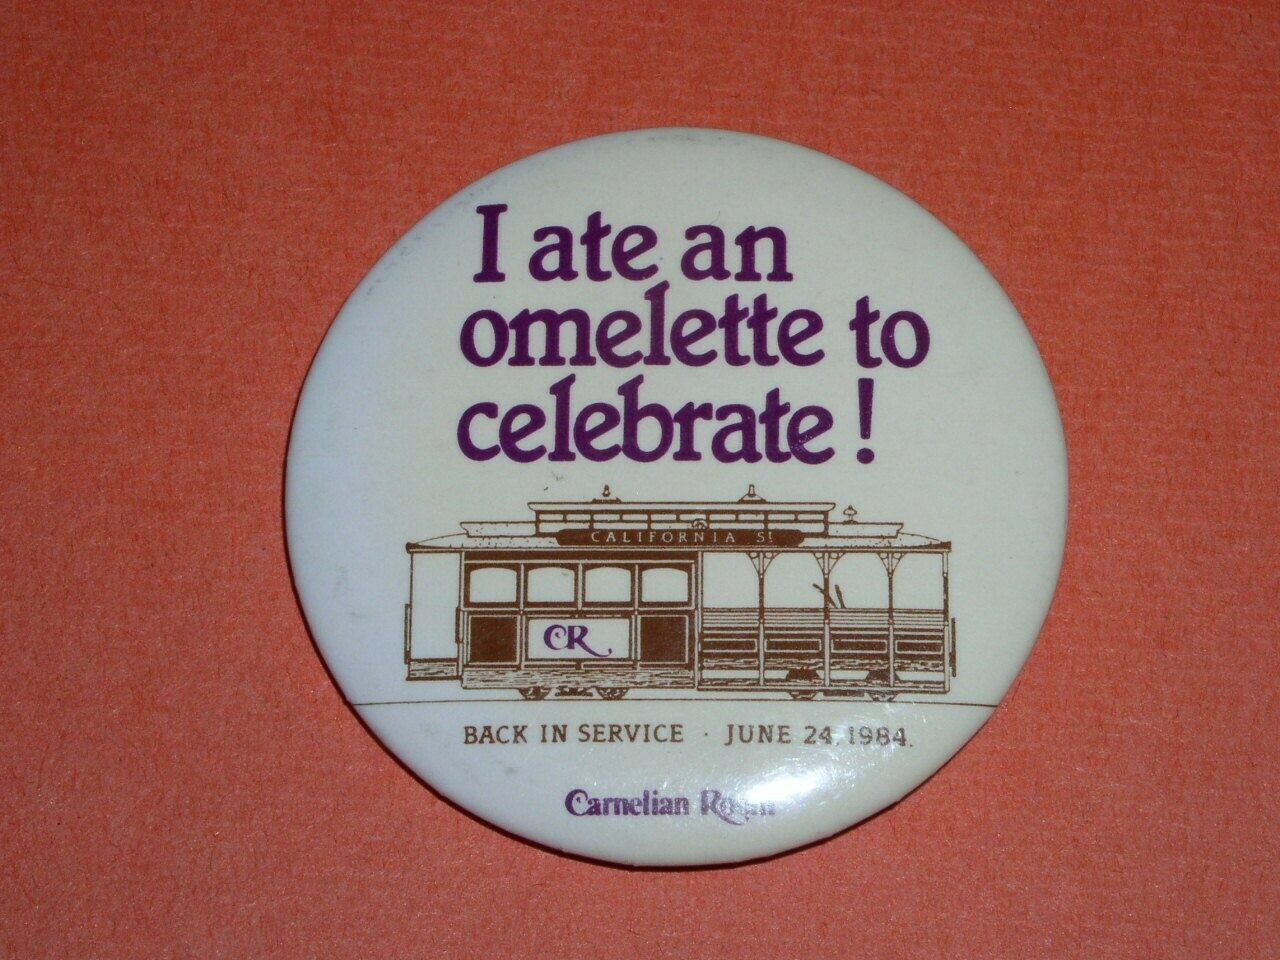 I ate an
omelette to
celebrate!
CALIFORNIA St
CR
BACK IN SERVICE · JUNE 24, 1984.
Carnelian Room